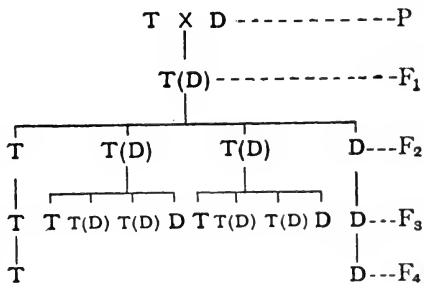 T X D P
T(D) F₁
T T(D) T(D) D F₂
T T T(D) T(D) D T T(D) T(D) D D F₃
T D F₄